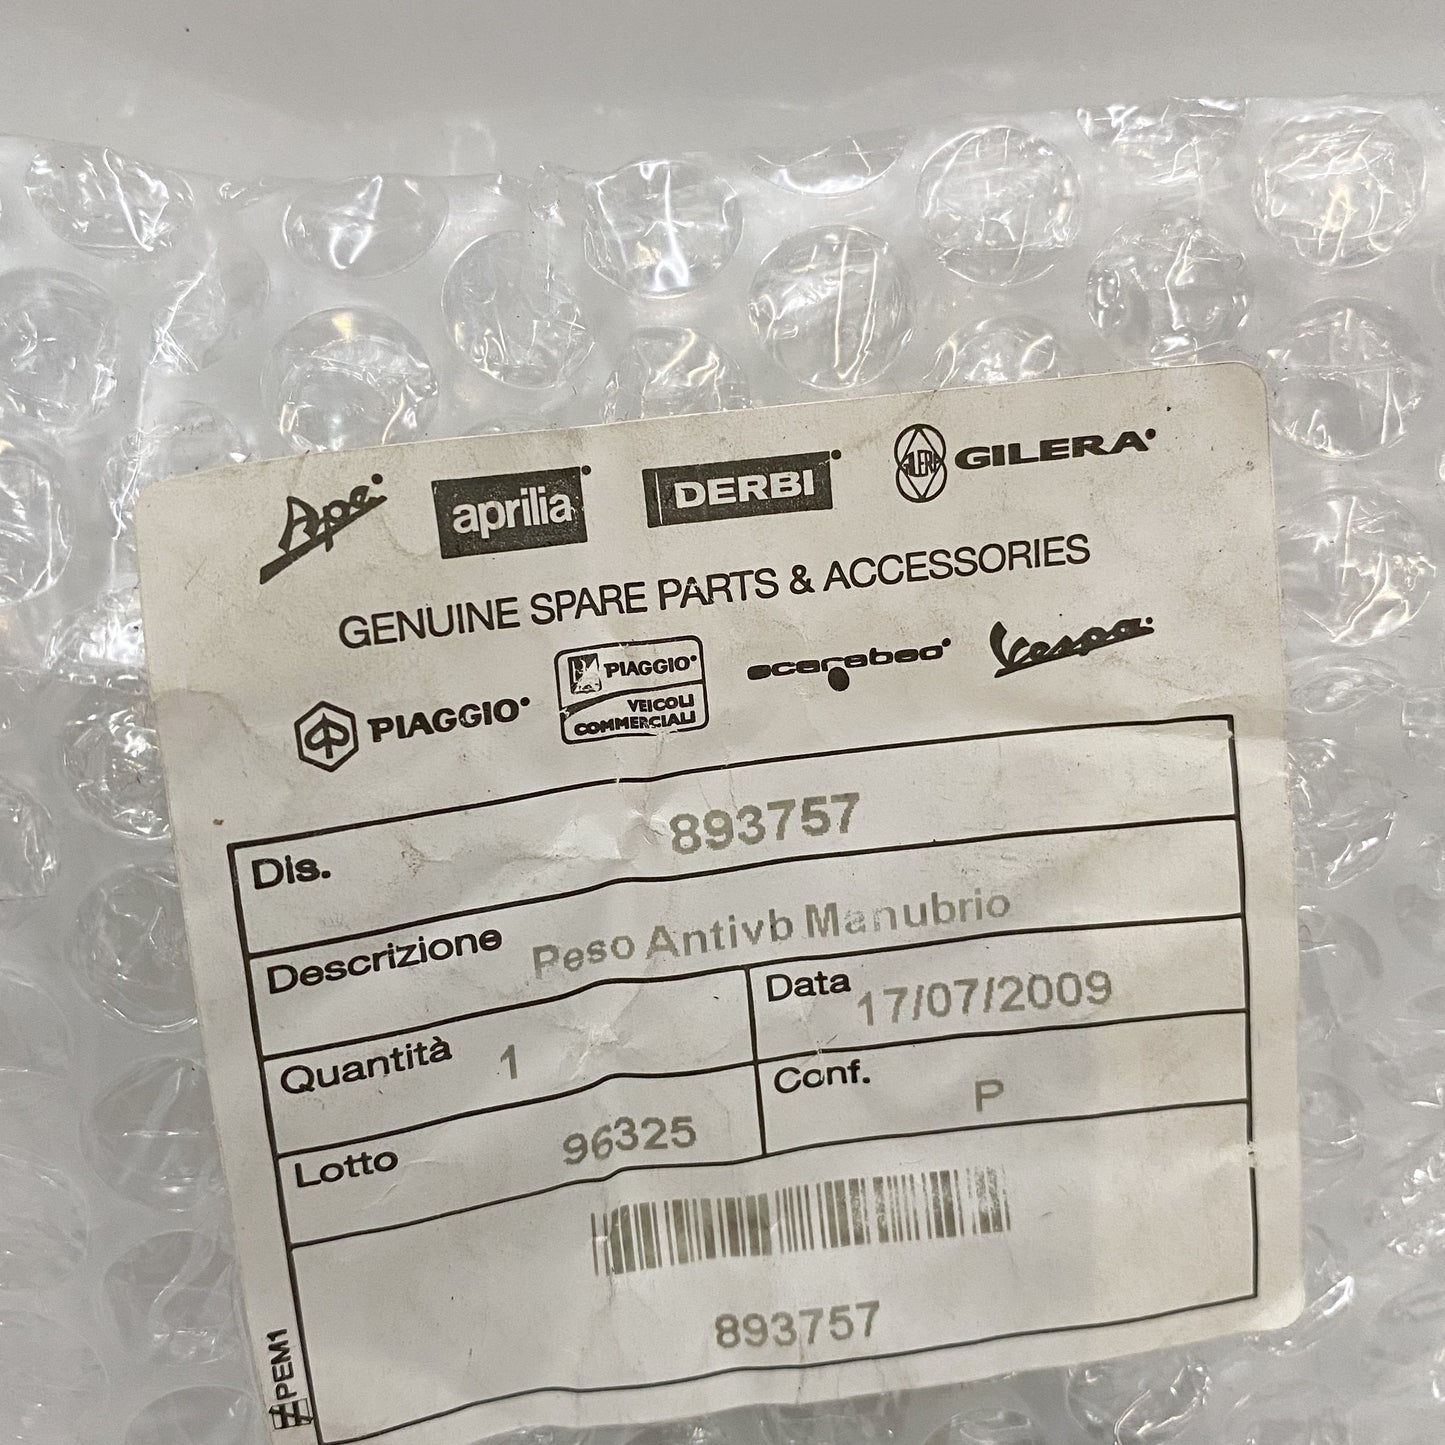 Ape
aprilia
DERBI
GILERA GILERA
GENUINE SPARE PARTS & ACCESSORIES
PIAGGIO
PIAGGIO
VEICOLI
COMMERCIALI
scarabeo
Vespa
Dis. 893757
Descrizione Peso Antivb Manubrio
Quantità 1
Data 17/07/2009
Lotto 96325
Conf. P
893757
PEM1